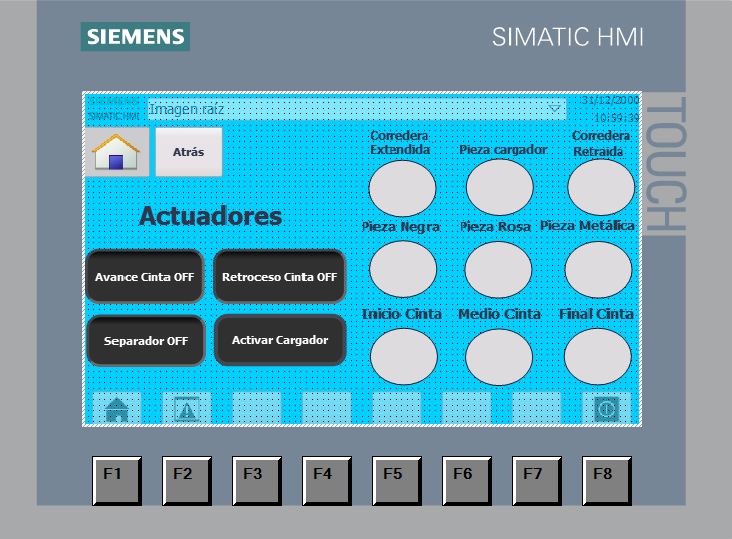 SIEMENS
SIMATIC HMI
TOUCH
SIEMENS
SIMATIC HMI
Imagen raíz
31/12/2000
10:59:39
Atrás
Corredera
Extendida
Pieza cargador
Corredera
Retraida
Actuadores
Pieza Negra
Pieza Rosa
Pieza Metálica
Avance Cinta OFF
Retroceso Cinta OFF
Inicio Cinta
Medio Cinta
Final Cinta
Separador OFF
Activar Cargador
F1
F2
F3
F4
F5
F6
F7
F8